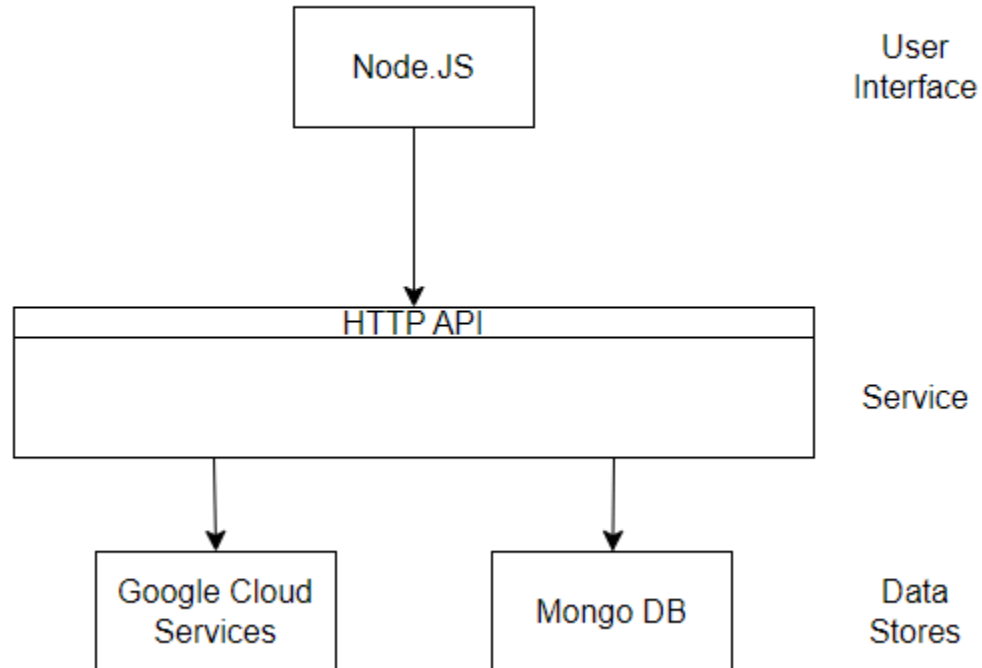 Node.JS
User
Interface
HTTP API
Service
Google Cloud
Services
Mongo DB
Data
Stores